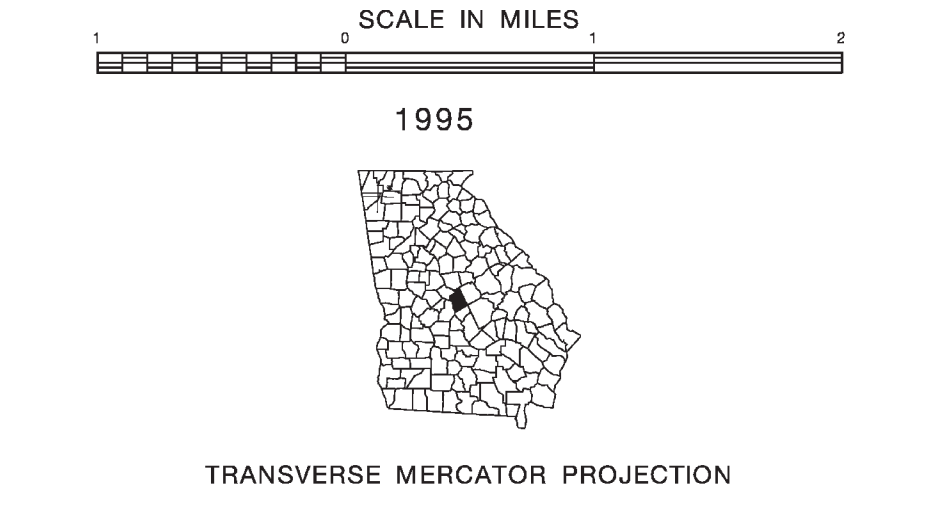 SCALE IN MILES
1 0 1 2
1995
TRANSVERSE MERCATOR PROJECTION